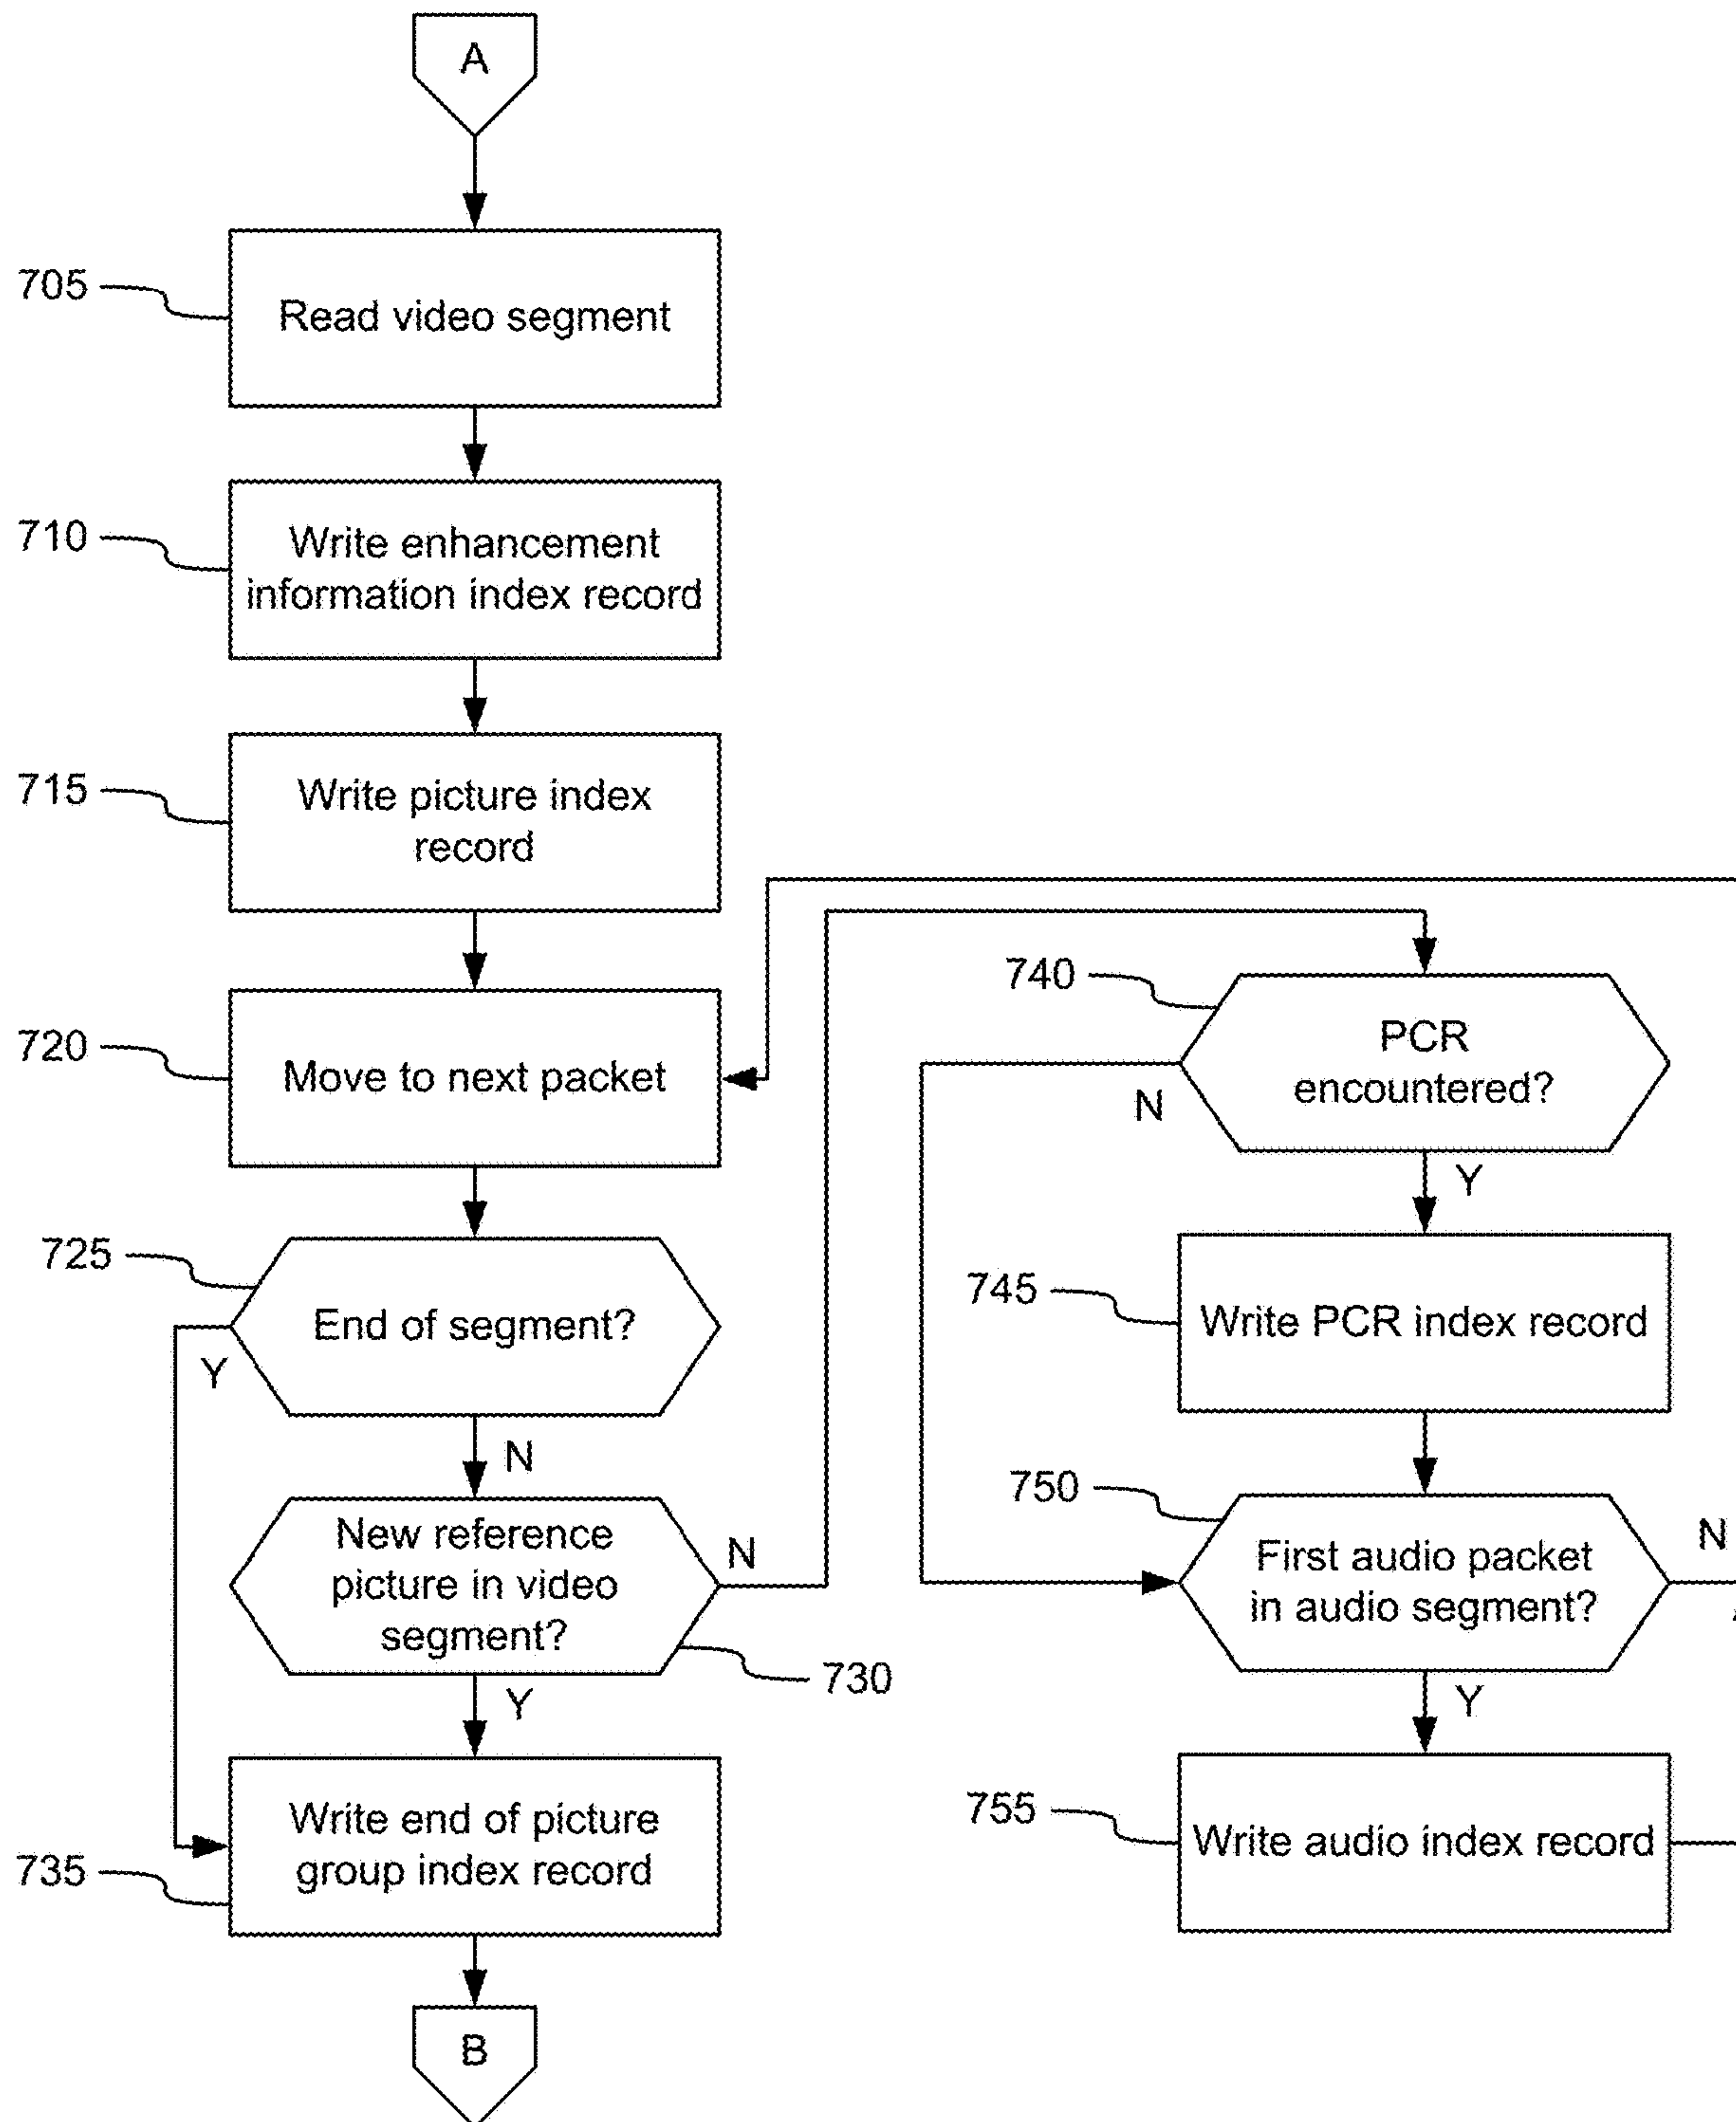 A
705
Read video segment
710
Write enhancement
information index record
715
Write picture index
record
720
Move to next packet
725
End of segment?
Y
N
New reference
picture in video
segment?
N
730
Y
735
Write end of picture
group index record
B
740
PCR
encountered?
N
Y
745
Write PCR index record
750
First audio packet
in audio segment?
N
Y
755
Write audio index record